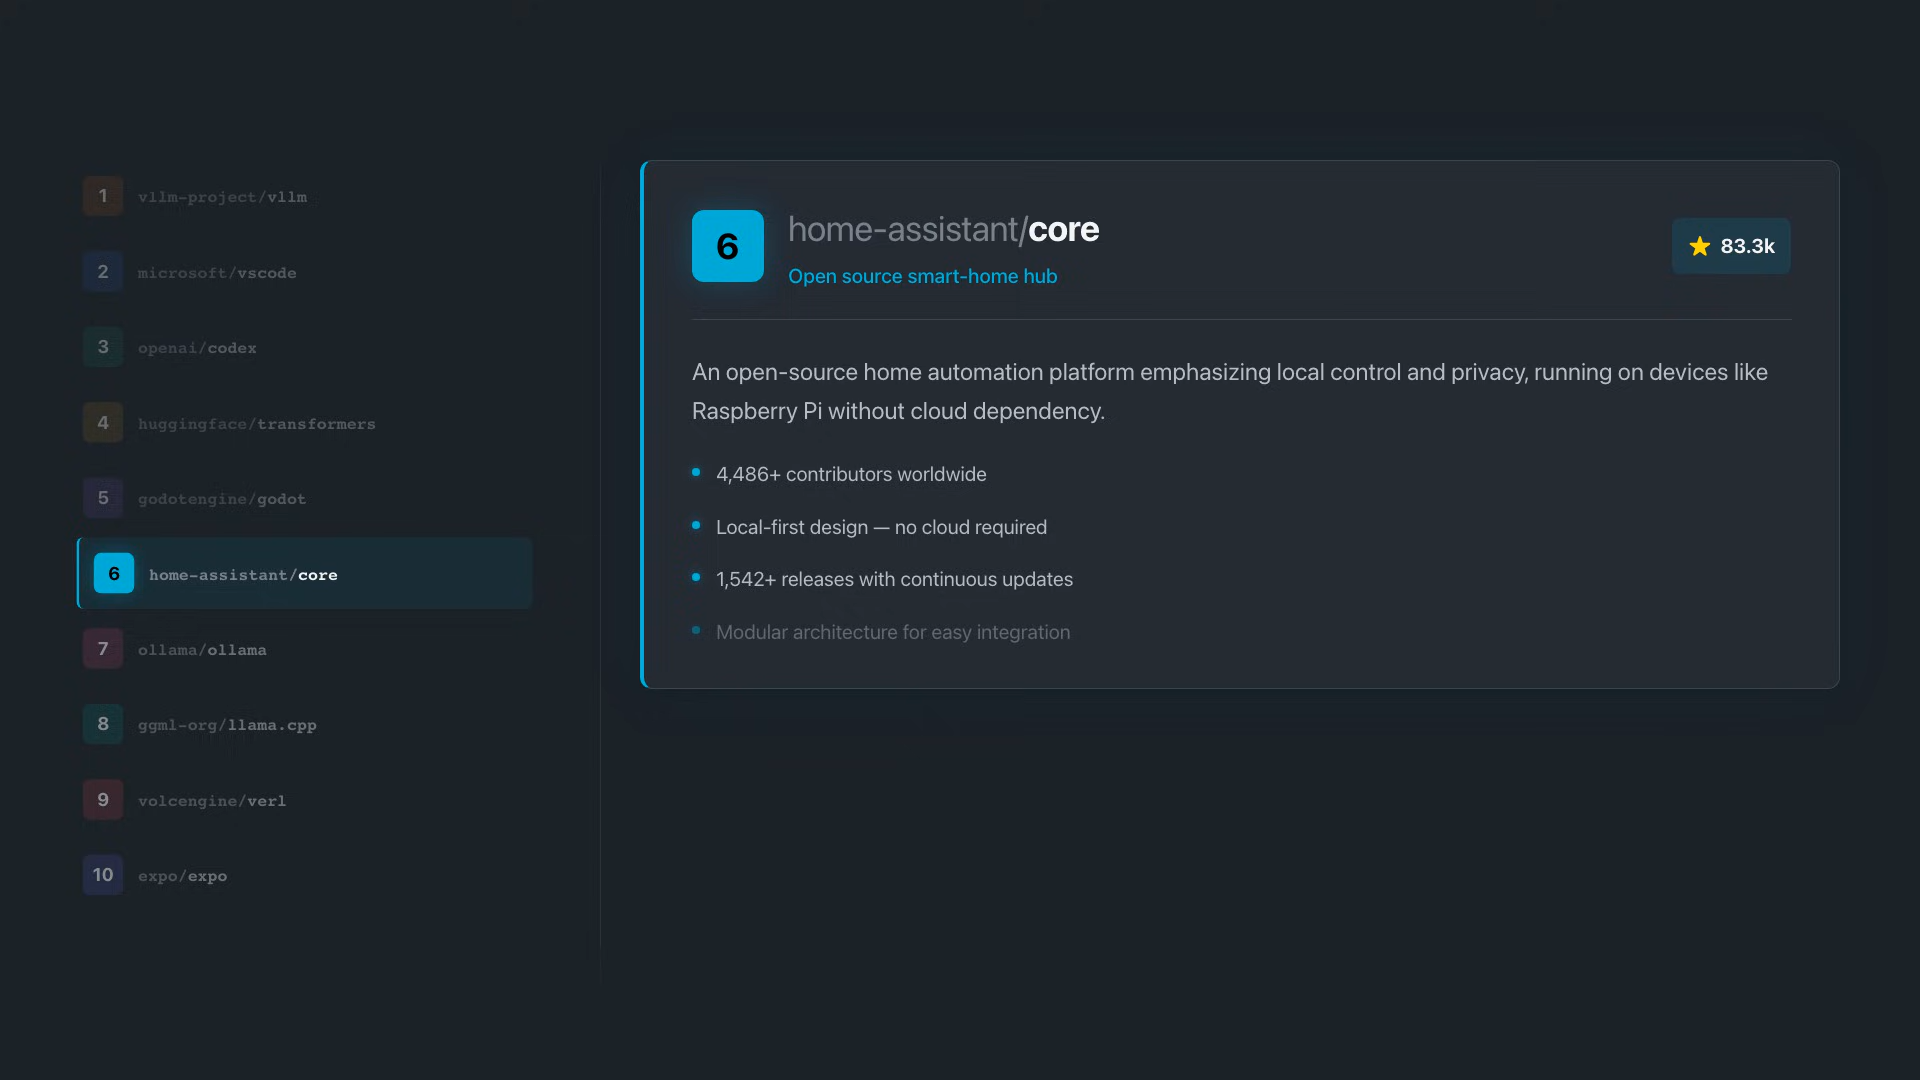 1
vllm-project/vllm
2
microsoft/vscode
3
openai/codex
4
huggingface/transformers
5
godotengine/godot
6
home-assistant/core
7
ollama/ollama
8
ggml-org/llama.cpp
9
volcengine/verl
10
expo/expo
6
home-assistant/core
Open source smart-home hub
⭐ 83.3k
An open-source home automation platform emphasizing local control and privacy, running on devices like
Raspberry Pi without cloud dependency.
4,486+ contributors worldwide
Local-first design — no cloud required
1,542+ releases with continuous updates
Modular architecture for easy integration